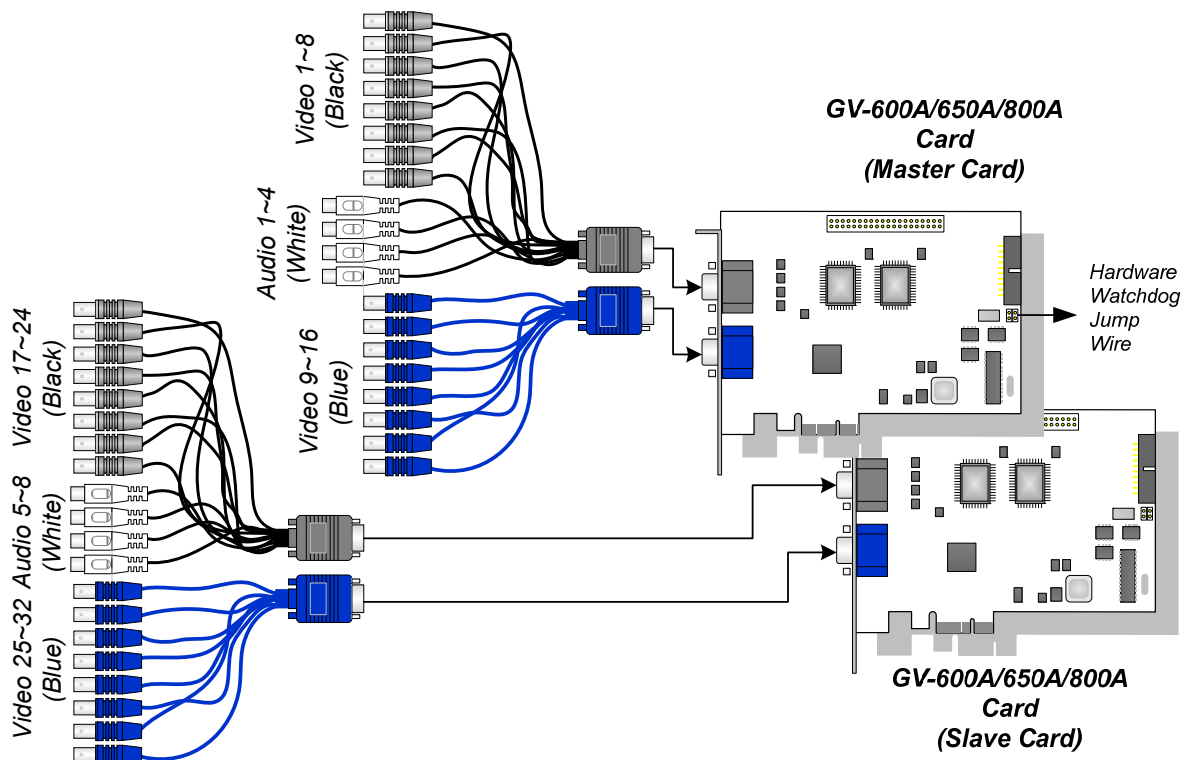 Video 1~8
(Black)
GV-600A/650A/800A
Card
(Master Card)
Audio 1~4
(White)
Hardware
Watchdog
Jump
Wire
Video 9~16
(Blue)
Video 17~24
(Black)
Audio 5~8
(White)
Video 25~32
(Blue)
GV-600A/650A/800A
Card
(Slave Card)